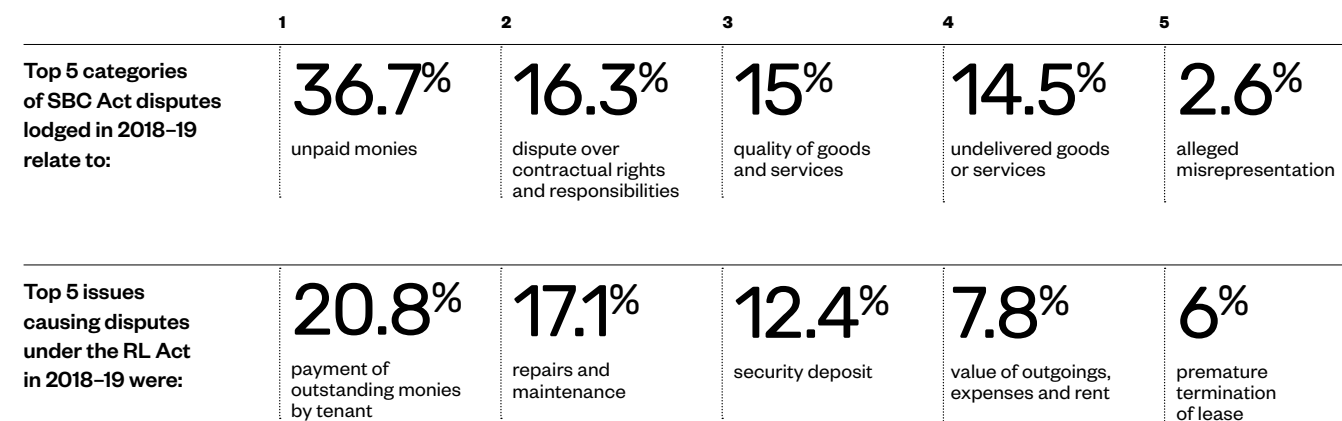 1 2 3 4 5
Top 5 categories
of SBC Act disputes
lodged in 2018–19
relate to:
36.7% 16.3% 15% 14.5% 2.6%
unpaid monies
dispute over
contractual rights
and responsibilities
quality of goods
and services
undelivered goods
or services
alleged
misrepresentation
Top 5 issues
causing disputes
under the RL Act
in 2018–19 were:
20.8% 17.1% 12.4% 7.8% 6%
payment of
outstanding monies
by tenant
repairs and
maintenance
security deposit
value of outgoings,
expenses and rent
premature
termination
of lease